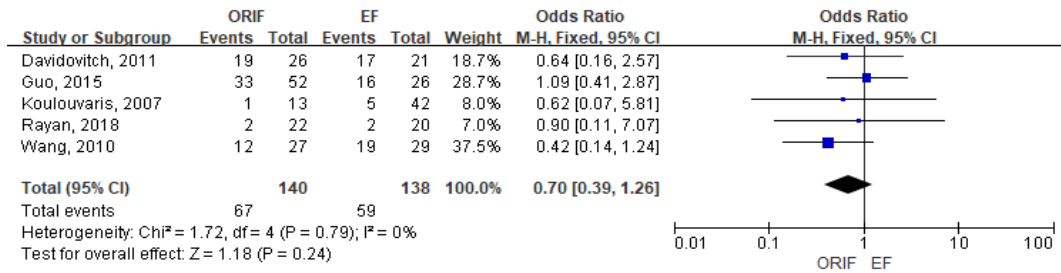 ORIF EF Odds Ratio Odds Ratio
Study or Subgroup Events Total Events Total Weight M-H, Fixed, 95% CI M-H, Fixed, 95% CI
Davidovitch, 2011 19 26 17 21 18.7% 0.64 [0.16, 2.57]
Guo, 2015 33 52 16 26 28.7% 1.09 [0.41, 2.87]
Koulouvaris, 2007 1 13 5 42 8.0% 0.62 [0.07, 5.81]
Rayan, 2018 2 22 2 20 7.0% 0.90 [0.11, 7.07]
Wang, 2010 12 27 19 29 37.5% 0.42 [0.14, 1.24]
Total (95% CI) 140 138 100.0% 0.70 [0.39, 1.26]
Total events 67 59
Heterogeneity: Chi² = 1.72, df = 4 (P = 0.79); I² = 0%
Test for overall effect: Z = 1.18 (P = 0.24)
0.01 0.1 1 10 100
ORIF EF